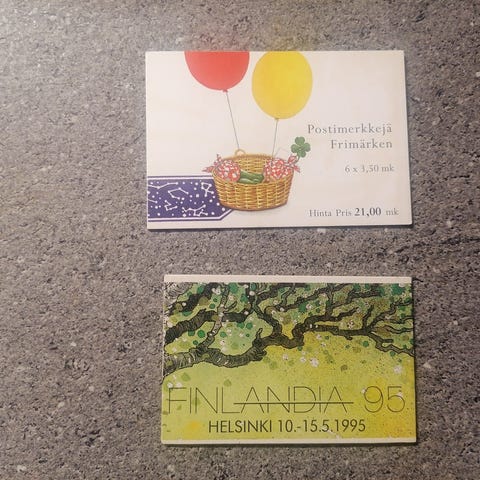 Postimerkkejä
Frimärken
6 x 3,50 mk
Hinta Pris 21,00 mk
FINLANDIA 95
HELSINKI 10.-15.5.1995